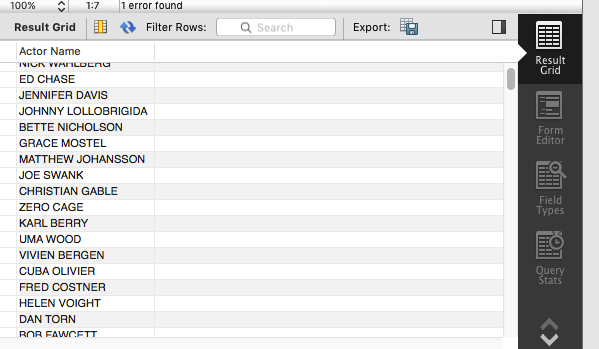 100% 1:7 1 error found
Result Grid Filter Rows: Search Export:
Actor Name
NICK WAHLBERG
ED CHASE
JENNIFER DAVIS
JOHNNY LOLLOBRIGIDA
BETTE NICHOLSON
GRACE MOSTEL
MATTHEW JOHANSSON
JOE SWANK
CHRISTIAN GABLE
ZERO CAGE
KARL BERRY
UMA WOOD
VIVIEN BERGEN
CUBA OLIVIER
FRED COSTNER
HELEN VOIGHT
DAN TORN
BOB FAWCETT
Result
Grid
Form
Editor
Field
Types
Query
Stats